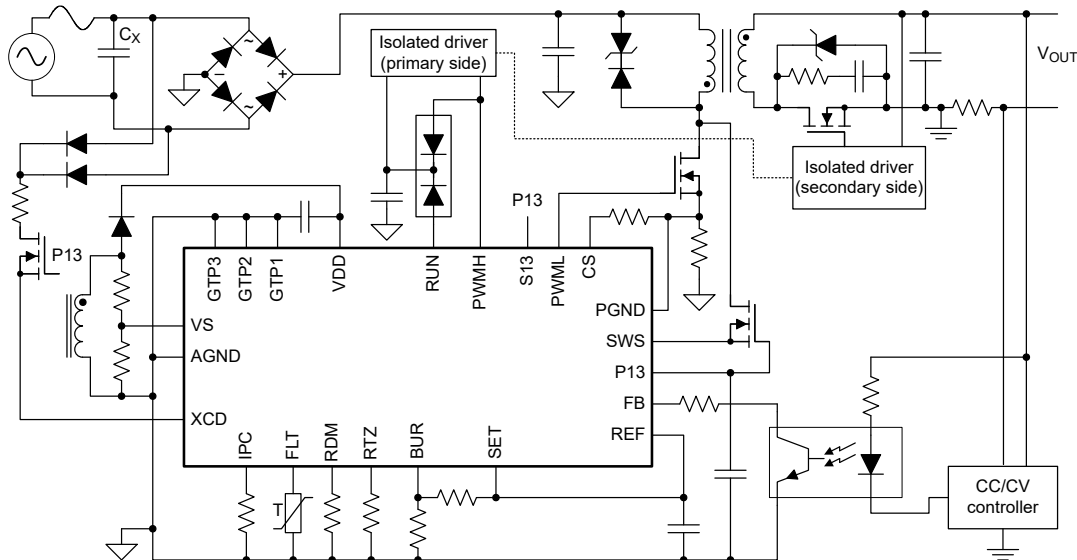 CX
~
−
+
~
Isolated driver
(primary side)
VOUT
Isolated driver
(secondary side)
P13
P13
GTP3
GTP2
GTP1
VDD
RUN
PWMH
S13
PWML
CS
VS
AGND
XCD
PGND
SWS
P13
FB
REF
IPC
FLT
RDM
RTZ
BUR
SET
T
CC/CV
controller